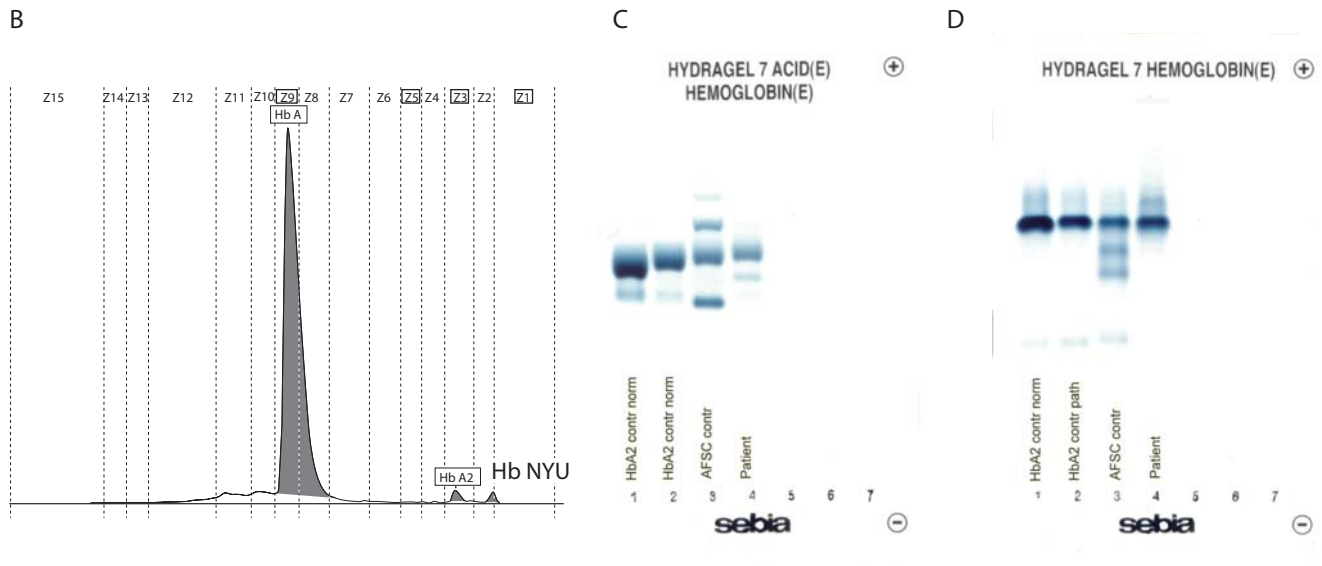 B
Z15 Z14 Z13 Z12 Z11 Z10 Z9 Z8 Z7 Z6 Z5 Z4 Z3 Z2 Z1
Hb A
Hb A2
Hb NYU
C
HYDRAGEL 7 ACID(E)
HEMOGLOBIN(E)
+
HbA2 contr norm
HbA2 contr norm
AFSC contr
Patient
1 2 3 4 5 6 7
sebia
−
D
HYDRAGEL 7 HEMOGLOBIN(E)
+
HbA2 contr norm
HbA2 contr path
AFSC contr
Patient
1 2 3 4 5 6 7
sebia
−